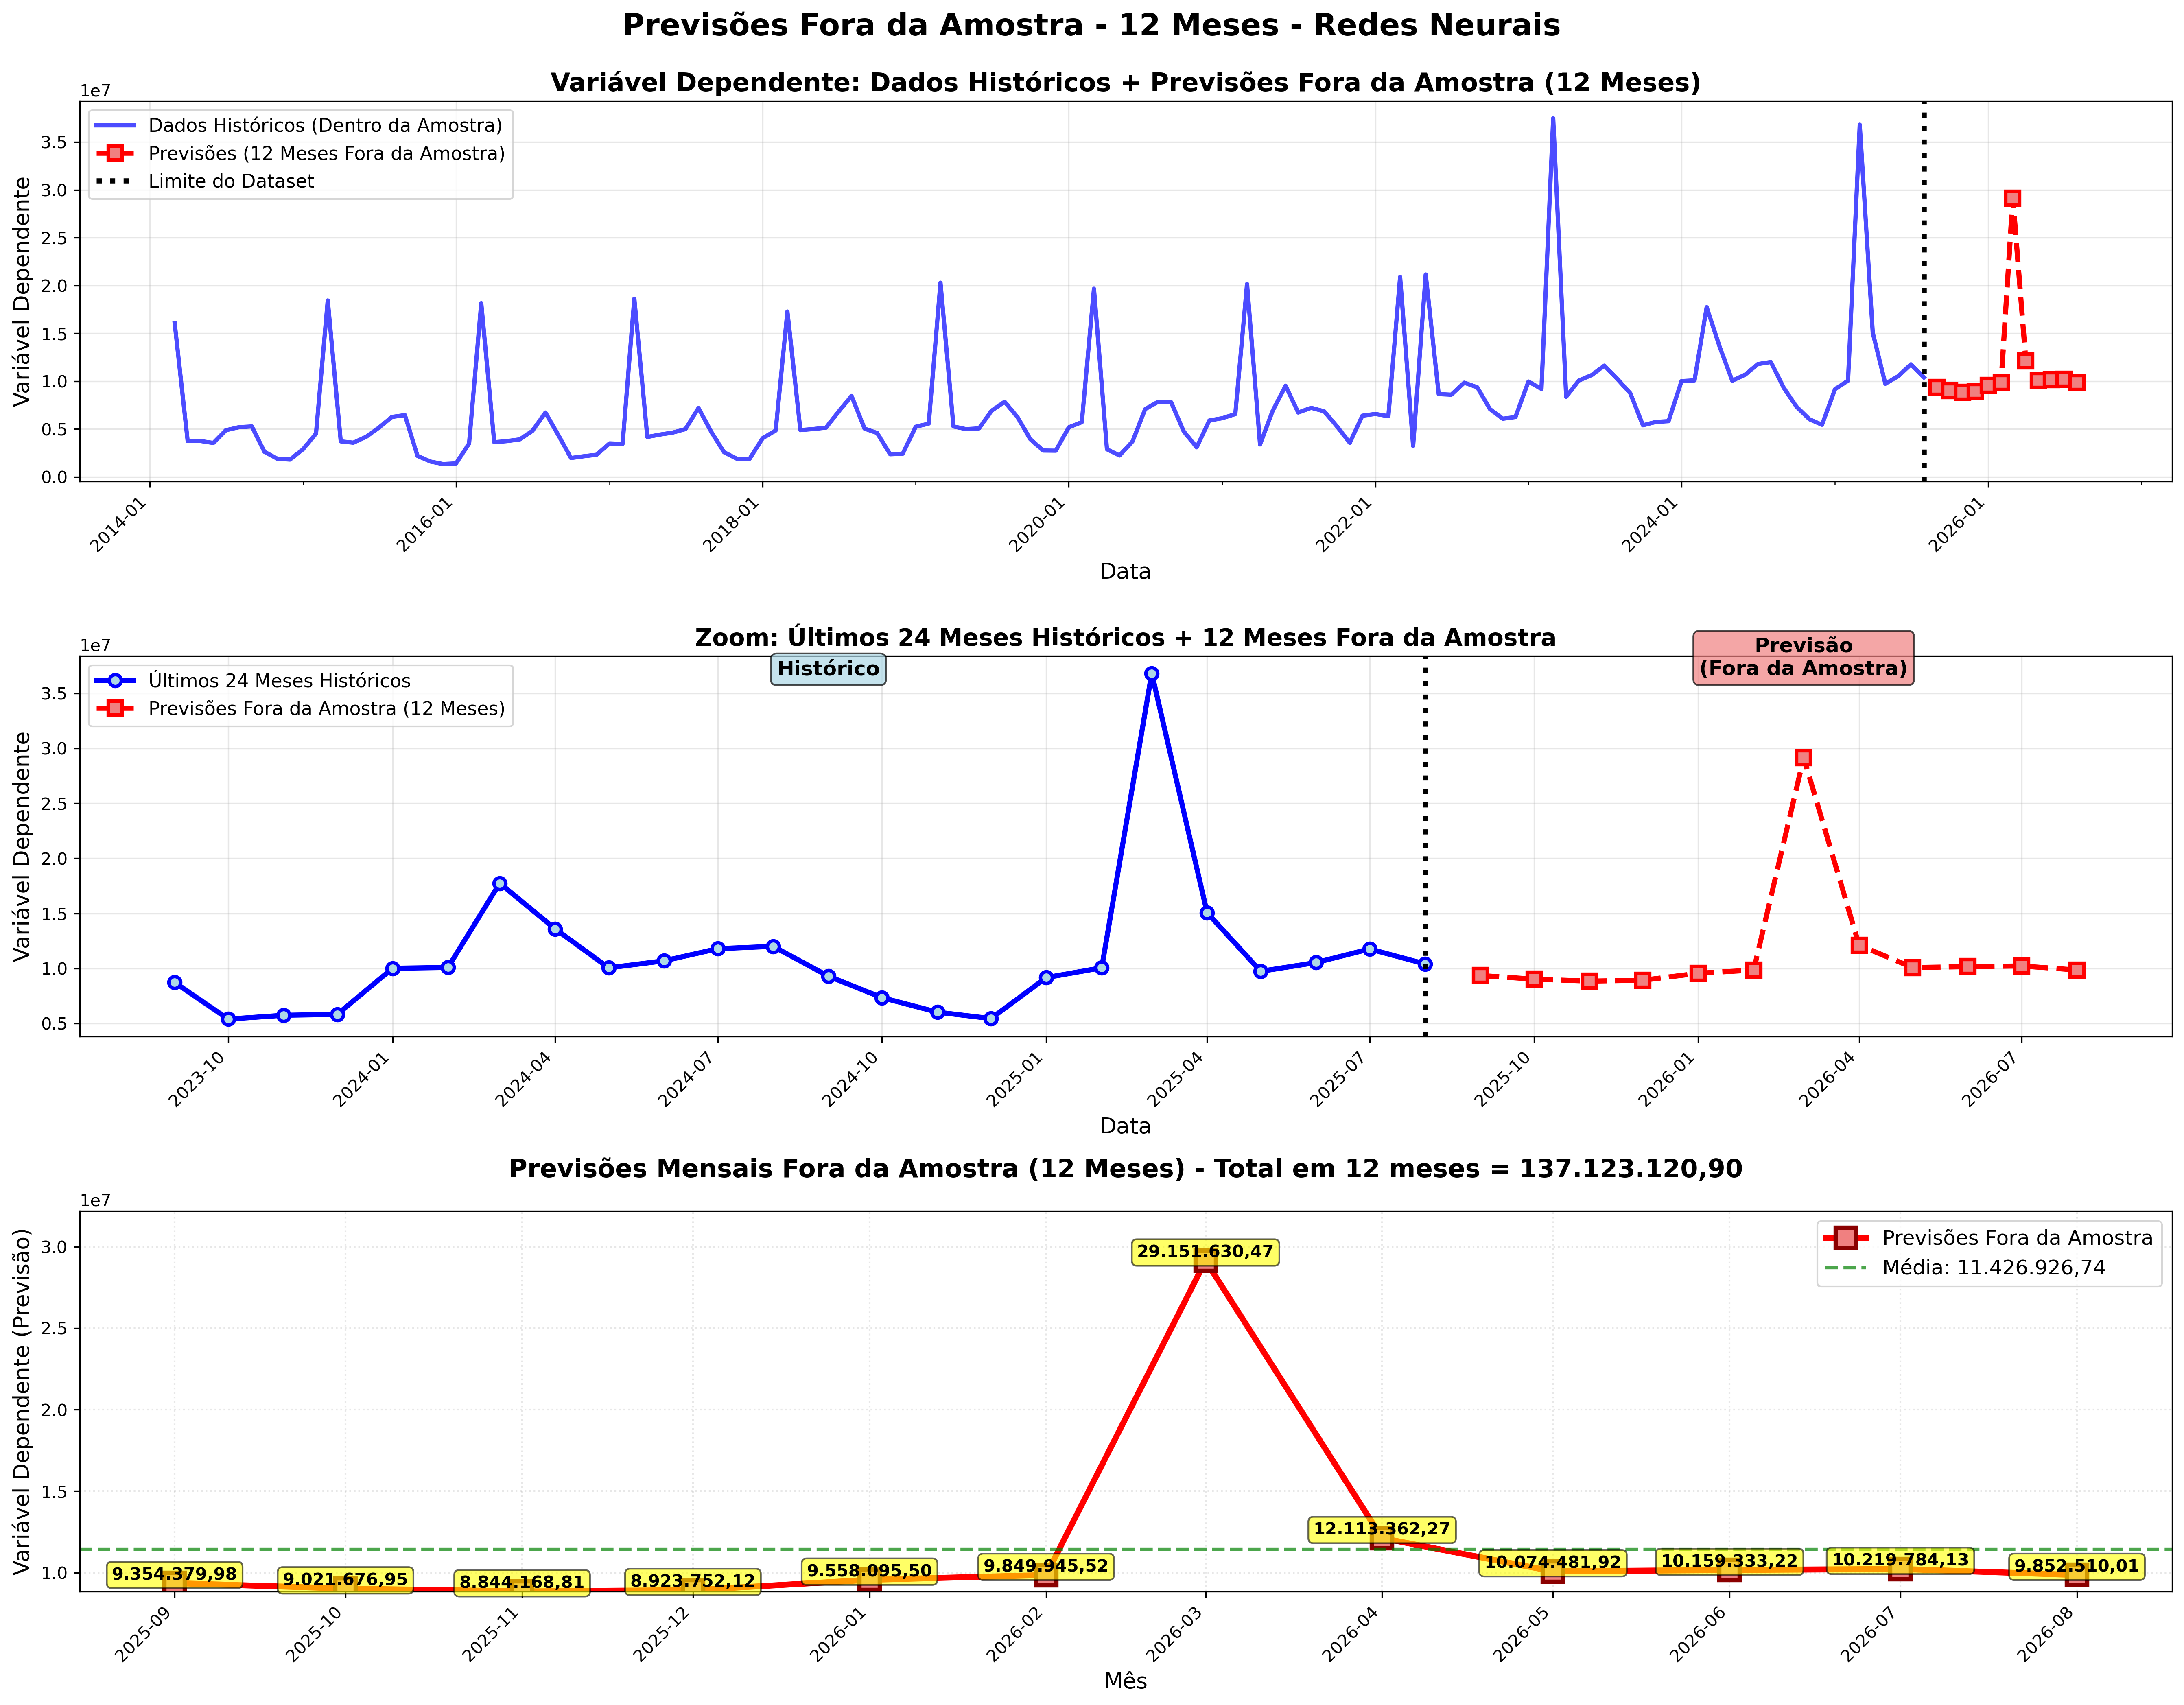 Previsões Fora da Amostra - 12 Meses - Redes Neurais
Variável Dependente: Dados Históricos + Previsões Fora da Amostra (12 Meses)
1e7
Dados Históricos (Dentro da Amostra)
Previsões (12 Meses Fora da Amostra)
Limite do Dataset
Variável Dependente
3.5
3.0
2.5
2.0
1.5
1.0
0.5
0.0
2014-01
2016-01
2018-01
2020-01
2022-01
2024-01
2026-01
Data
Zoom: Últimos 24 Meses Históricos + 12 Meses Fora da Amostra
1e7
Últimos 24 Meses Históricos
Previsões Fora da Amostra (12 Meses)
Histórico
Previsão
(Fora da Amostra)
Variável Dependente
3.5
3.0
2.5
2.0
1.5
1.0
0.5
2023-10
2024-01
2024-04
2024-07
2024-10
2025-01
2025-04
2025-07
2025-10
2026-01
2026-04
2026-07
Data
Previsões Mensais Fora da Amostra (12 Meses) - Total em 12 meses = 137.123.120,90
1e7
Previsões Fora da Amostra
Média: 11.426.926,74
Variável Dependente (Previsão)
3.0
2.5
2.0
1.5
1.0
9.354.379,98
9.021.676,95
8.844.168,81
8.923.752,12
9.558.095,50
9.849.945,52
29.151.630,47
12.113.362,27
10.074.481,92
10.159.333,22
10.219.784,13
9.852.510,01
2025-09
2025-10
2025-11
2025-12
2026-01
2026-02
2026-03
2026-04
2026-05
2026-06
2026-07
2026-08
Mês